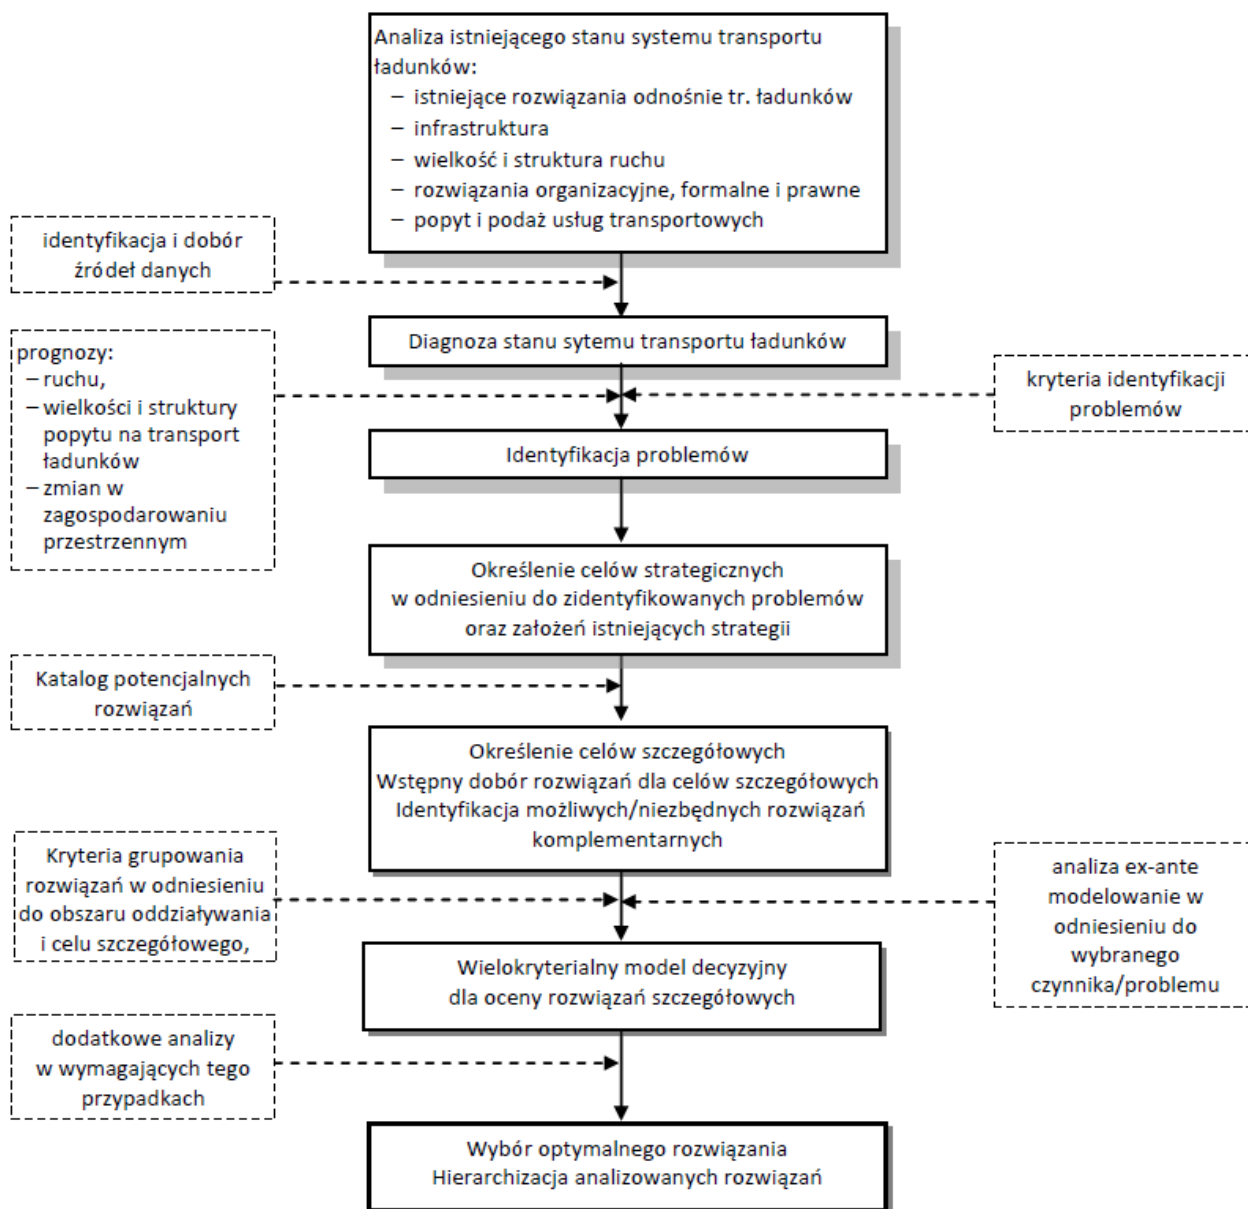 Analiza istniejącego stanu systemu transportu
ładunków:
– istniejące rozwiązania odnośnie tr. ładunków
– infrastruktura
– wielkość i struktura ruchu
– rozwiązania organizacyjne, formalne i prawne
– popyt i podaż usług transportowych
identyfikacja i dobór
źródeł danych
Diagnoza stanu sytemu transportu ładunków
prognozy:
– ruchu,
– wielkości i struktury
popytu na transport
ładunków
– zmian w
zagospodarowaniu
przestrzennym
kryteria identyfikacji
problemów
Identyfikacja problemów
Określenie celów strategicznych
w odniesieniu do zidentyfikowanych problemów
oraz założeń istniejących strategii
Katalog potencjalnych
rozwiązań
Określenie celów szczegółowych
Wstępny dobór rozwiązań dla celów szczegółowych
Identyfikacja możliwych/niezbędnych rozwiązań
komplementarnych
Kryteria grupowania
rozwiązań w odniesieniu
do obszaru oddziaływania
i celu szczegółowego,
analiza ex-ante
modelowanie w
odniesieniu do
wybranego
czynnika/problemu
Wielokryterialny model decyzyjny
dla oceny rozwiązań szczegółowych
dodatkowe analizy
w wymagających tego
przypadkach
Wybór optymalnego rozwiązania
Hierarchizacja analizowanych rozwiązań